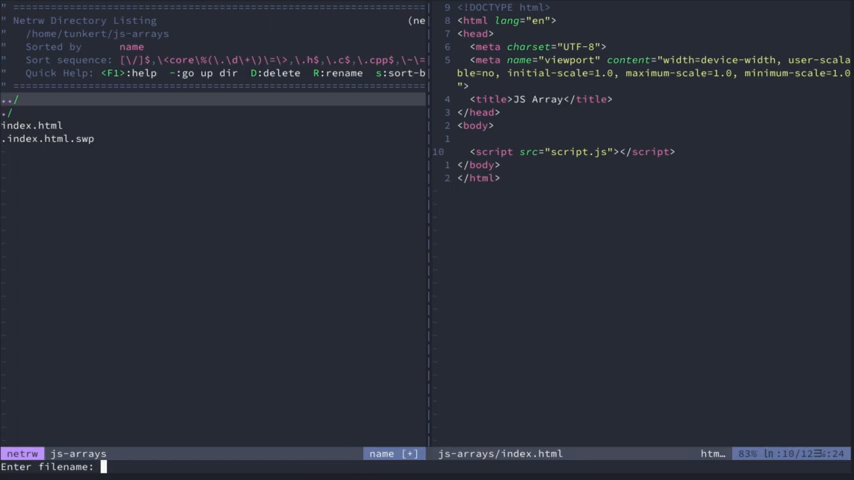 " ==================================================================
" Netrw Directory Listing (ne
" /home/tunkert/js-arrays
" Sorted by name
" Sort sequence: [\/]$,\<core\%(\.\d\+\)\=\>,\.h$,\.c$,\.cpp$,\~\=
" Quick Help: <F1>:help -:go up dir D:delete R:rename s:sort-b
" ==================================================================
../
./
index.html
.index.html.swp
9 <!DOCTYPE html>
8 <html lang="en">
7 <head>
6 <meta charset="UTF-8">
5 <meta name="viewport" content="width=device-width, user-scala
ble=no, initial-scale=1.0, maximum-scale=1.0, minimum-scale=1.0
">
4 <title>JS Array</title>
3 </head>
2 <body>
1
10 <script src="script.js"></script>
1 </body>
2 </html>
netrw js-arrays name [+]
js-arrays/index.html htm… 83% ln:10/12☰℅:24
Enter filename: